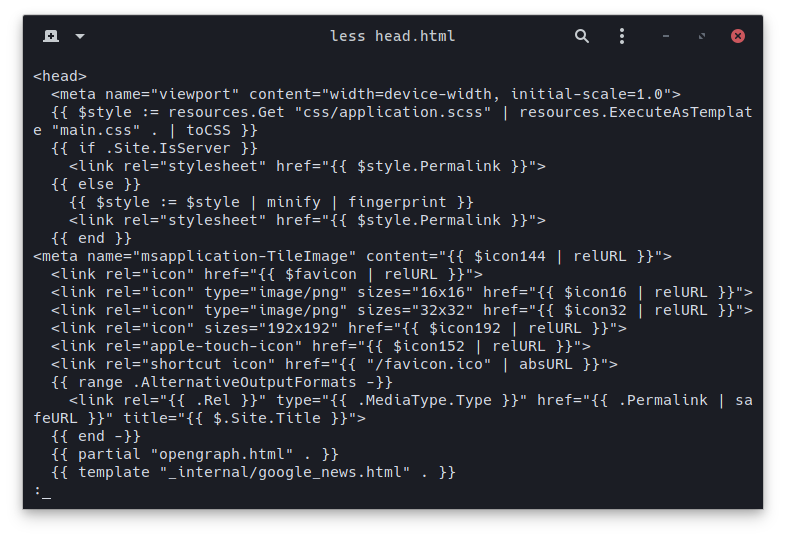 less head.html
<head>
  <meta name="viewport" content="width=device-width, initial-scale=1.0">
  {{ $style := resources.Get "css/application.scss" | resources.ExecuteAsTemplat
e "main.css" . | toCSS }}
  {{ if .Site.IsServer }}
    <link rel="stylesheet" href="{{ $style.Permalink }}">
  {{ else }}
    {{ $style := $style | minify | fingerprint }}
    <link rel="stylesheet" href="{{ $style.Permalink }}">
  {{ end }}
<meta name="msapplication-TileImage" content="{{ $icon144 | relURL }}">
  <link rel="icon" href="{{ $favicon | relURL }}">
  <link rel="icon" type="image/png" sizes="16x16" href="{{ $icon16 | relURL }}">
  <link rel="icon" type="image/png" sizes="32x32" href="{{ $icon32 | relURL }}">
  <link rel="icon" sizes="192x192" href="{{ $icon192 | relURL }}">
  <link rel="apple-touch-icon" href="{{ $icon152 | relURL }}">
  <link rel="shortcut icon" href="{{ "/favicon.ico" | absURL }}">
  {{ range .AlternativeOutputFormats -}}
    <link rel="{{ .Rel }}" type="{{ .MediaType.Type }}" href="{{ .Permalink | sa
feURL }}" title="{{ $.Site.Title }}">
  {{ end -}}
  {{ partial "opengraph.html" . }}
  {{ template "_internal/google_news.html" . }}
:_